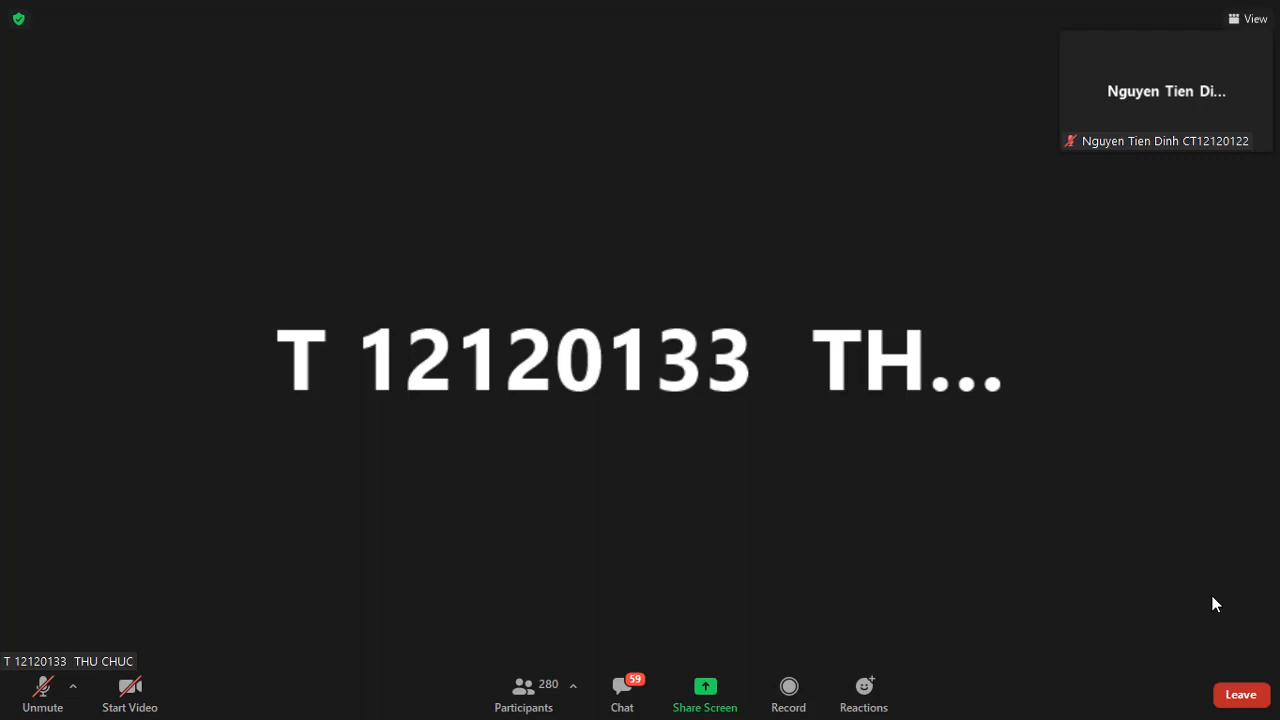 View
Nguyen Tien Di...
Nguyen Tien Dinh CT12120122
T 12120133 TH...
T 12120133 THU CHUC
Unmute
Start Video
280
Participants
59
Chat
Share Screen
Record
Reactions
Leave